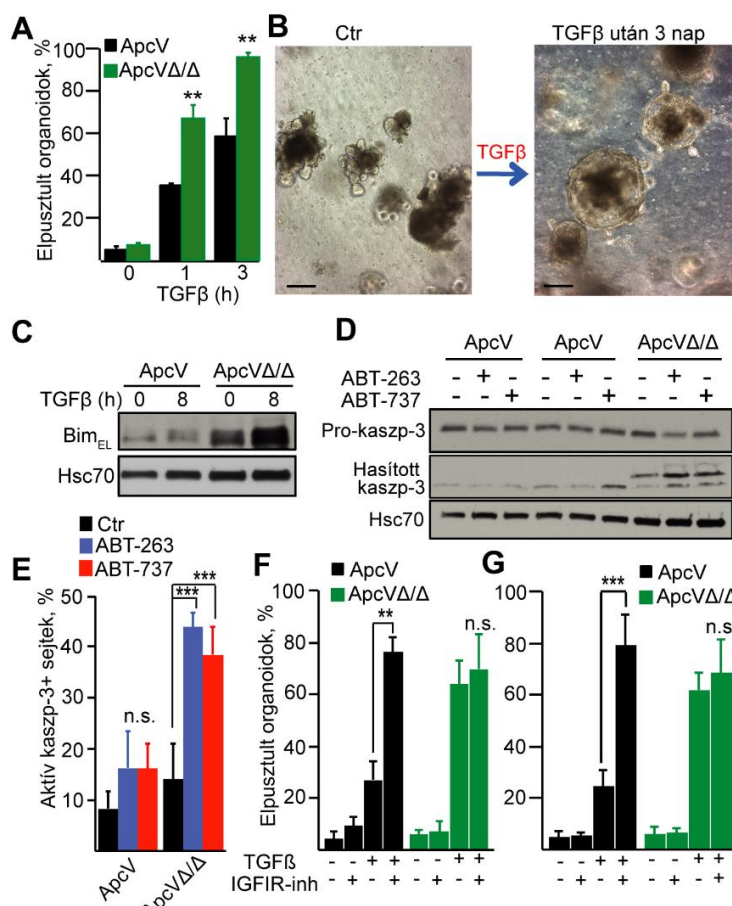 A
ApcV
ApcVΔ/Δ
Elpusztult organoidok, %
100
80
60
40
20
**
**
0 1 3
TGFβ (h)
B
Ctr
TGFβ
TGFβ után 3 nap
C
ApcV ApcVΔ/Δ
TGFβ (h) 0 8 0 8
Bim EL
Hsc70
D
ApcV ApcV ApcVΔ/Δ
ABT-263 - + - - + - - + -
ABT-737 - - + - - + - - +
Pro-kaszp-3
Hasított
kaszp-3
Hsc70
Ctr
ABT-263
ABT-737
E
Aktív kaszp-3+ sejtek, %
50
40
30
20
10
n.s.
***
***
ApcV ApcVΔ/Δ
F
ApcV
ApcVΔ/Δ
Elpusztult organoidok, %
100
80
60
40
20
**
n.s.
TGFß - - + + - - + +
IGFIR-inh - + - + - + - +
G
ApcV
ApcVΔ/Δ
100
80
60
40
20
***
n.s
- - + + - - + +
- + - + - + - +